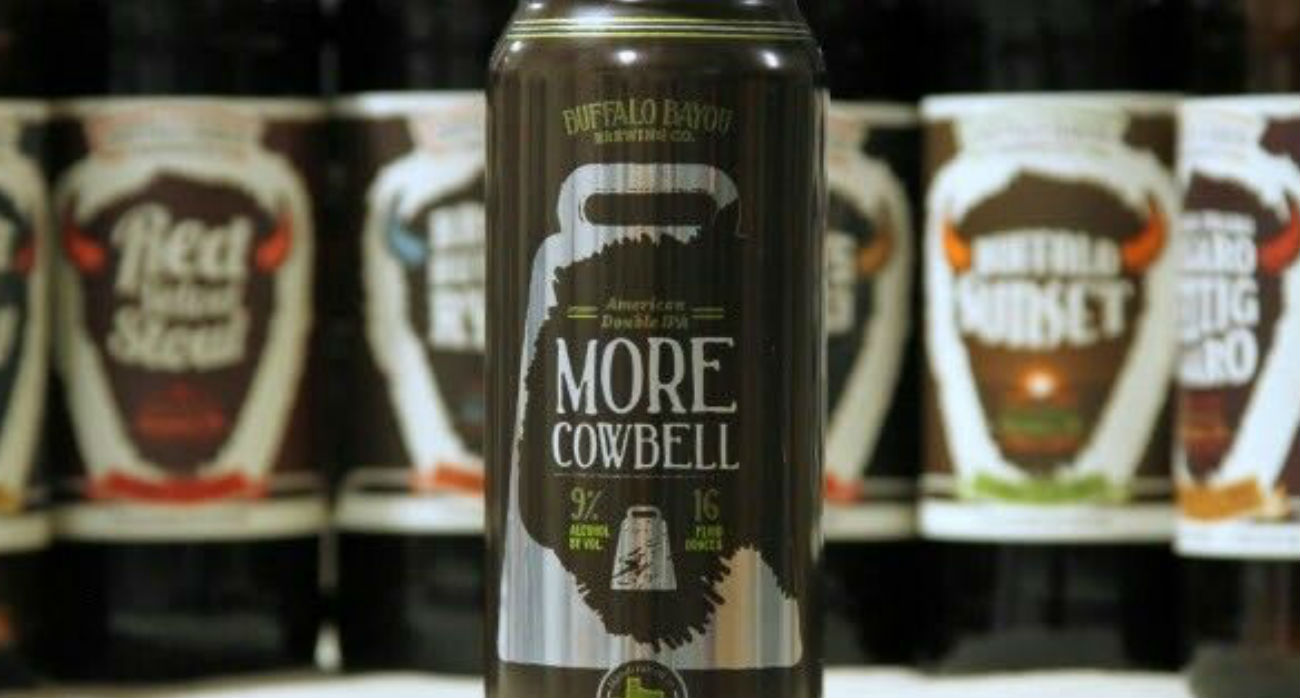 BUFFALO BAYOU
BREWING CO.
American
Double IPA
MORE
COWBELL
9%
ALCOHOL
BY VOL.
16
FLUID
OUNCES
Red
Velvet
Stout
BUFFALO
SUNSET